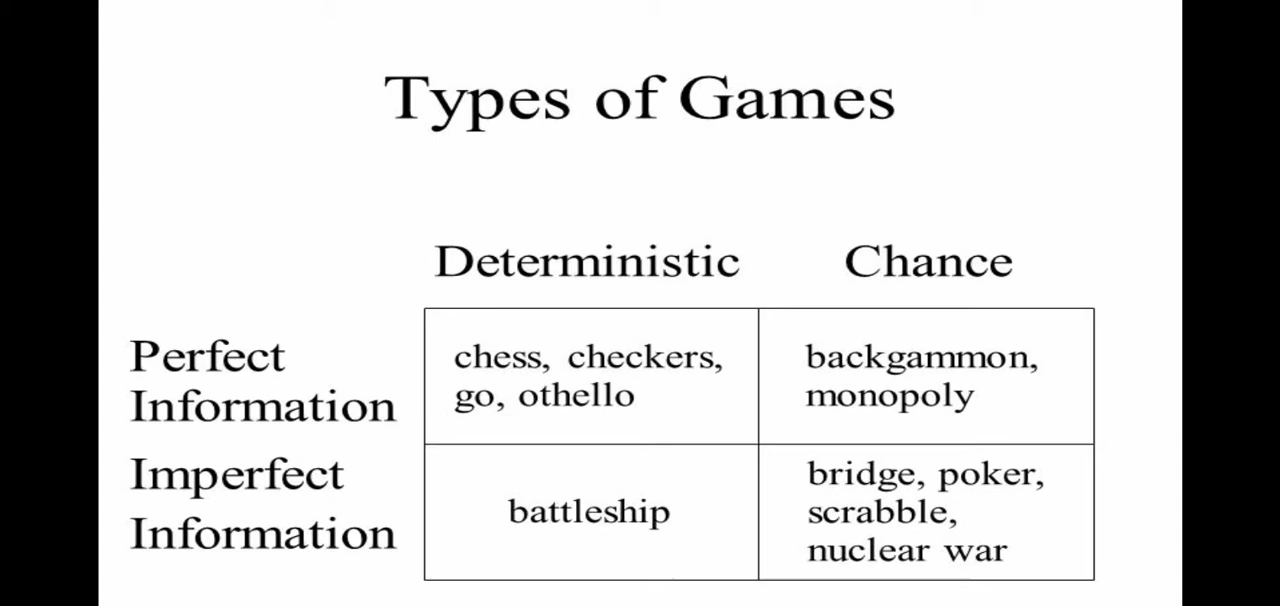 Types of Games
Deterministic Chance
Perfect
Information
chess, checkers,
go, othello
backgammon,
monopoly
Imperfect
Information
battleship
bridge, poker,
scrabble,
nuclear war